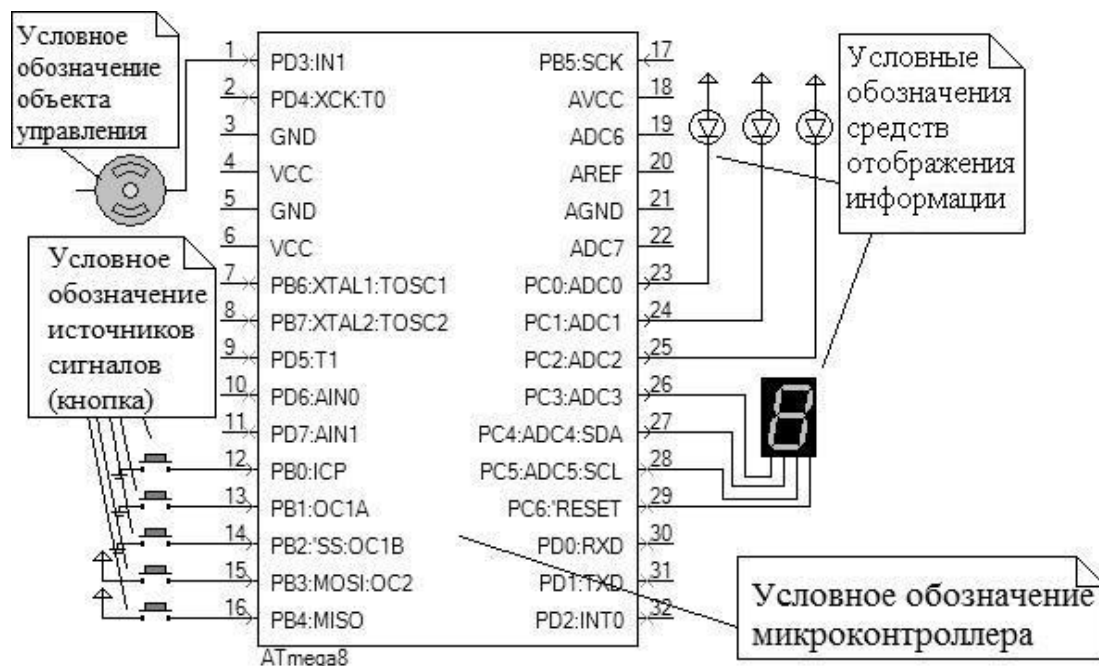 Условное
обозначение
объекта
управления
Условное
обозначение
источников
сигналов
(кнопка)
1
2
3
4
5
6
7
8
9
10
11
12
13
14
15
16
PD3:IN1
PD4:XCK:T0
GND
VCC
GND
VCC
PB6:XTAL1:TOSC1
PB7:XTAL2:TOSC2
PD5:T1
PD6:AIN0
PD7:AIN1
PB0:ICP
PB1:OC1A
PB2:'SS:OC1B
PB3:MOSI:OC2
PB4:MISO
PB5:SCK
AVCC
ADC6
AREF
AGND
ADC7
PC0:ADC0
PC1:ADC1
PC2:ADC2
PC3:ADC3
PC4:ADC4:SDA
PC5:ADC5:SCL
PC6:'RESET
PD0:RXD
PD1:TXD
PD2:INT0
17
18
19
20
21
22
23
24
25
26
27
28
29
30
31
32
ATmega8
Условные
обозначения
средств
отображения
информации
8
Условное обозначение
микроконтроллера